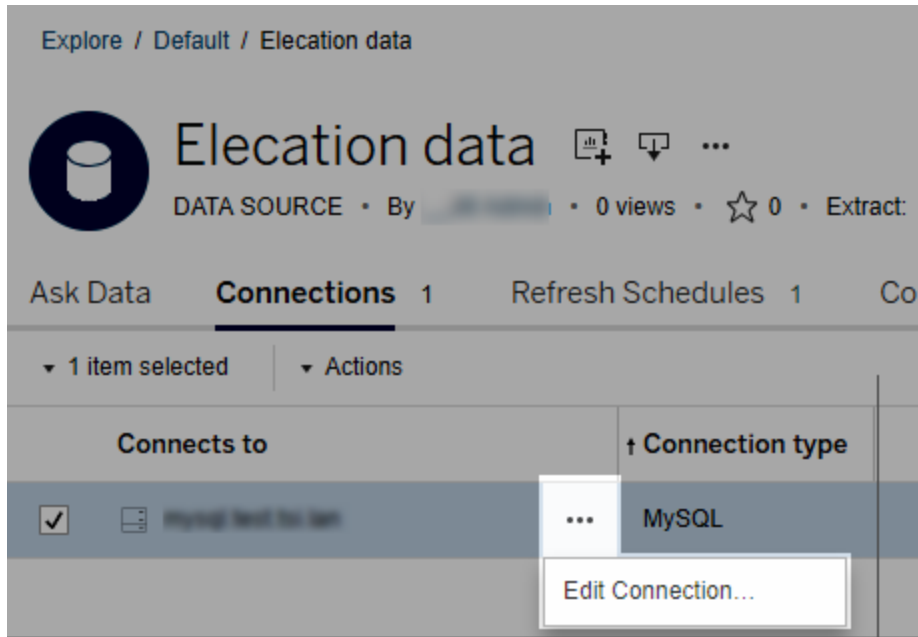 Explore / Default / Elecation data
Elecation data
DATA SOURCE • By • 0 views • 0 • Extract:
Ask Data Connections 1 Refresh Schedules 1 Co
1 item selected Actions
Connects to ↑ Connection type
... MySQL
Edit Connection...